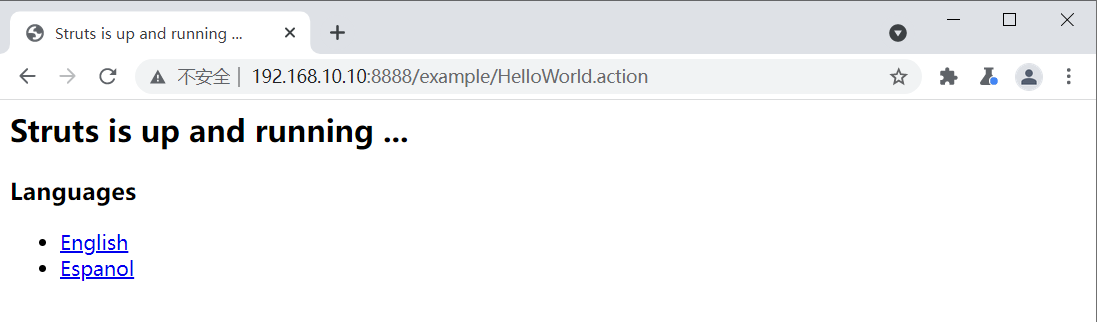 Struts is up and running ...
不安全 | 192.168.10.10:8888/example/HelloWorld.action
Struts is up and running ...
Languages
English
Espanol